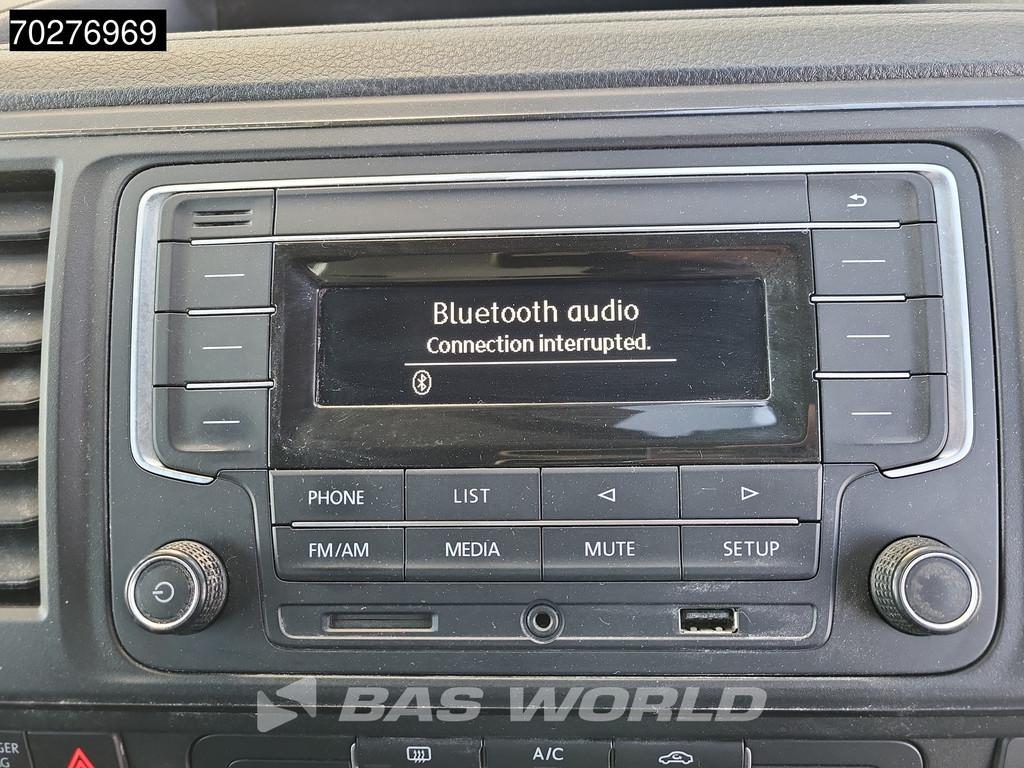 70276969
Bluetooth audio
Connection interrupted.
PHONE LIST
FM/AM MEDIA MUTE SETUP
BAS WORLD
A/C